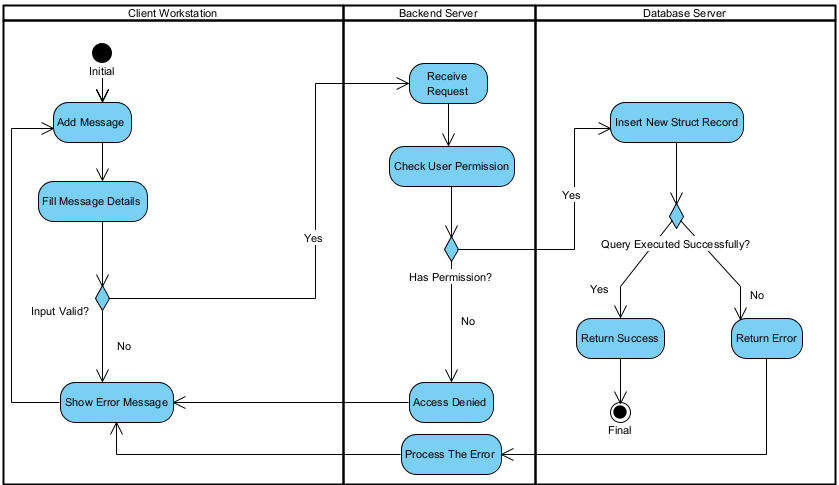 Client Workstation
Backend Server
Database Server
Initial
Add Message
Fill Message Details
Input Valid?
Yes
No
Show Error Message
Receive
Request
Check User Permission
Has Permission?
Yes
No
Access Denied
Process The Error
Insert New Struct Record
Query Executed Successfully?
Yes
No
Return Success
Return Error
Final